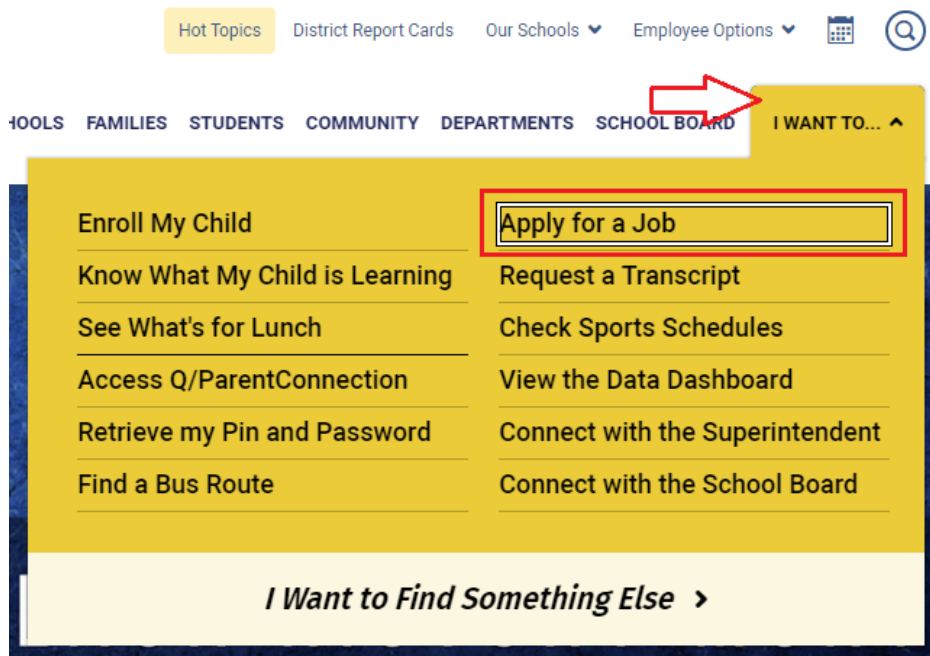 Hot Topics District Report Cards Our Schools Employee Options
FAMILIES STUDENTS COMMUNITY DEPARTMENTS SCHOOL BOARD I WANT TO...
Enroll My Child
Know What My Child is Learning
See What's for Lunch
Access Q/ParentConnection
Retrieve my Pin and Password
Find a Bus Route
Apply for a Job
Request a Transcript
Check Sports Schedules
View the Data Dashboard
Connect with the Superintendent
Connect with the School Board
I Want to Find Something Else